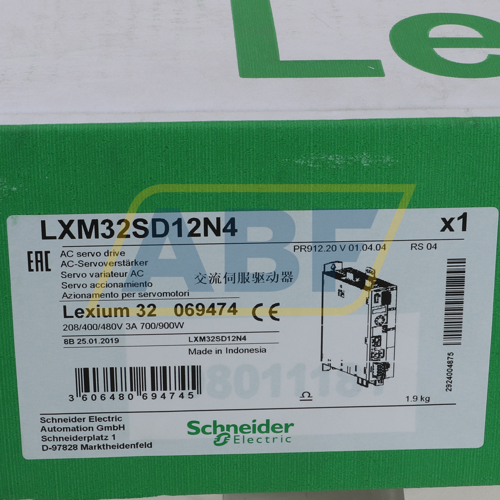 Le
LXM32SD12N4 x1
PR912.20 V 01.04.04 RS 04
EAC AC servo drive
AC-Servoverstärker
Servo variateur AC
Servo accionamiento
Azionamento per servomotori
交流伺服驱动器
Lexium 32 069474 CE
208/400/480V 3A 700/900W
8B 25.01.2019 LXM32SD12N4
Made in Indonesia
3 606480 694745
2924004875
1.9 kg
Schneider Electric
Automation GmbH
Schneiderplatz 1
D-97828 Marktheidenfeld
Schneider
Electric
ABF